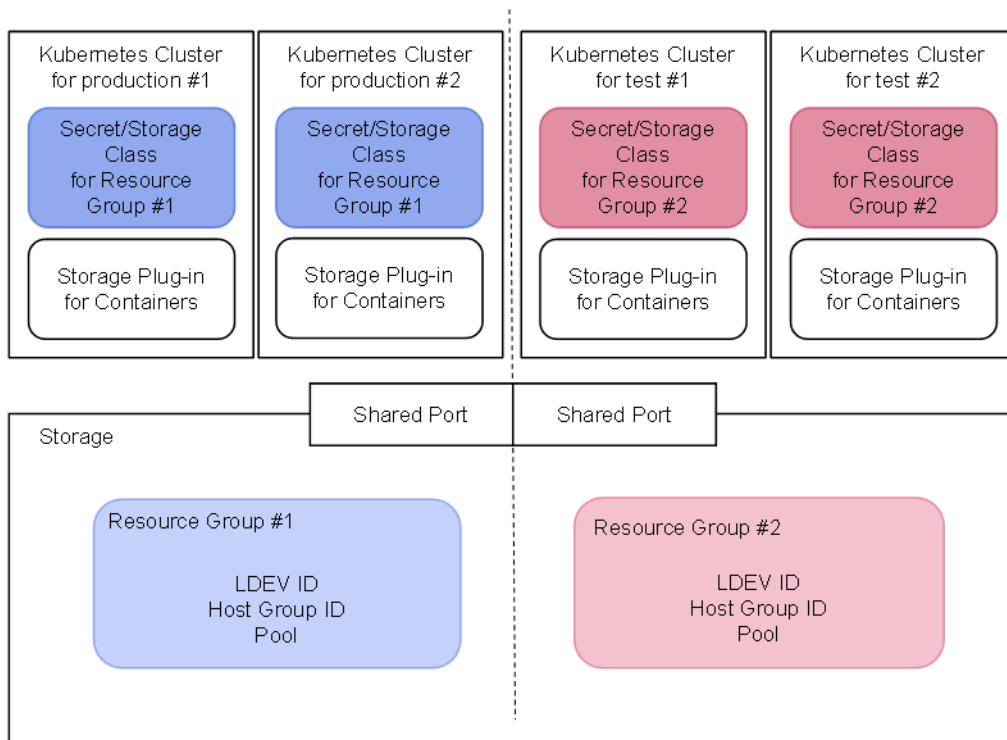 Kubernetes Cluster
for production #1
Secret/Storage
Class
for Resource
Group #1
Storage Plug-in
for Containers
Kubernetes Cluster
for production #2
Secret/Storage
Class
for Resource
Group #1
Storage Plug-in
for Containers
Kubernetes Cluster
for test #1
Secret/Storage
Class
for Resource
Group #2
Storage Plug-in
for Containers
Kubernetes Cluster
for test #2
Secret/Storage
Class
for Resource
Group #2
Storage Plug-in
for Containers
Shared Port
Shared Port
Storage
Resource Group #1
LDEV ID
Host Group ID
Pool
Resource Group #2
LDEV ID
Host Group ID
Pool